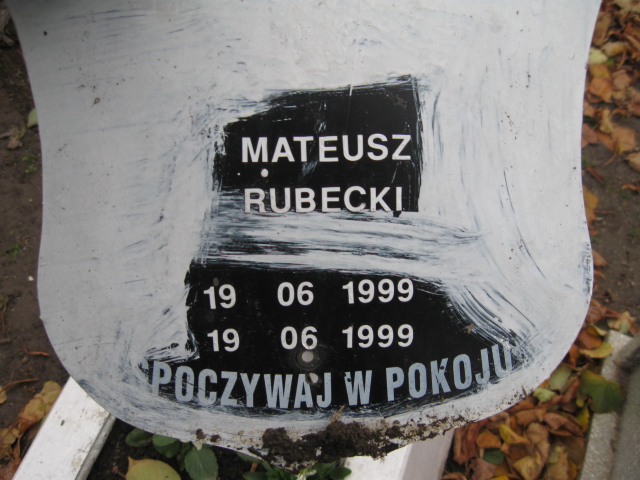 MATEUSZ
RUBECKI
19 06 1999
19 06 1999
POCZYWAJ W POKOJU